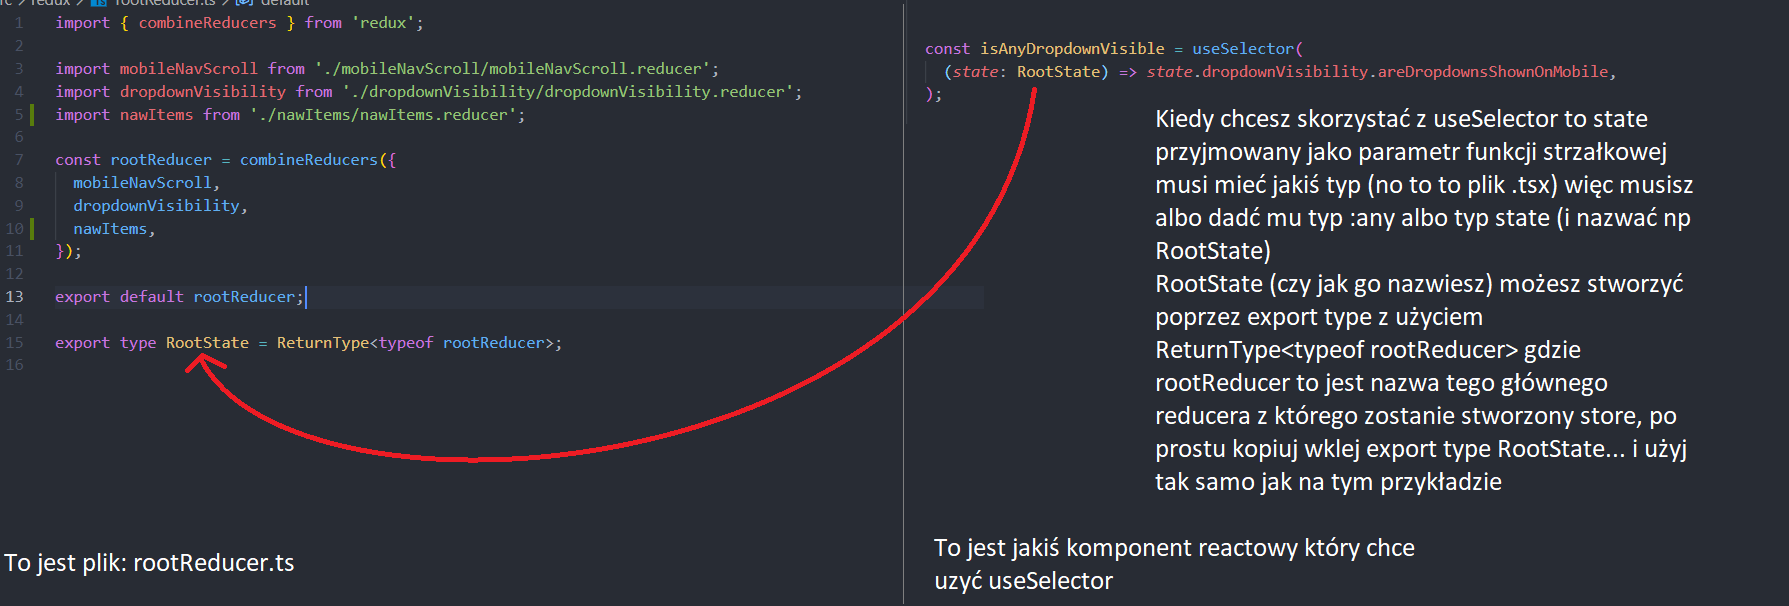 rc > redux > TS rootReducer.ts > default
1 import { combineReducers } from 'redux';
2
3 import mobileNavScroll from './mobileNavScroll/mobileNavScroll.reducer';
4 import dropdownVisibility from './dropdownVisibility/dropdownVisibility.reducer';
5 import nawItems from './nawItems/nawItems.reducer';
6
7 const rootReducer = combineReducers({
8 mobileNavScroll,
9 dropdownVisibility,
10 nawItems,
11 });
12
13 export default rootReducer;
14
15 export type RootState = ReturnType<typeof rootReducer>;
16
To jest plik: rootReducer.ts
const isAnyDropdownVisible = useSelector(
(state: RootState) => state.dropdownVisibility.areDropdownsShownOnMobile,
);
Kiedy chcesz skorzystać z useSelector to state
przyjmowany jako parametr funkcji strzałkowej
musi mieć jakiś typ (no to to plik .tsx) więc musisz
albo dadć mu typ :any albo typ state (i nazwać np
RootState)
RootState (czy jak go nazwiesz) możesz stworzyć
poprzez export type z użyciem
ReturnType<typeof rootReducer> gdzie
rootReducer to jest nazwa tego głównego
reducera z którego zostanie stworzony store, po
prostu kopiuj wklej export type RootState... i użyj
tak samo jak na tym przykładzie
To jest jakiś komponent reactowy który chce
uzyć useSelector